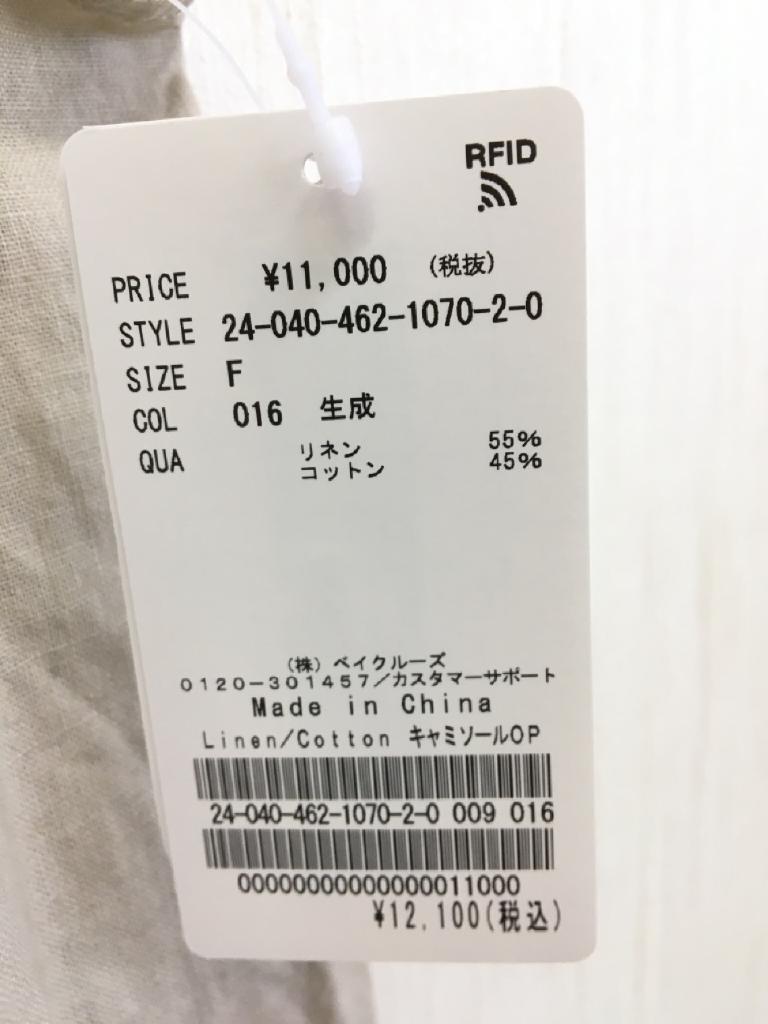 RFID
PRICE ¥11,000 (税抜)
STYLE 24-040-462-1070-2-0
SIZE F
COL 016 生成
QUA リネン 55%
コットン 45%
(株)ベイクルーズ
0120-301457/カスタマーサポート
Made in China
Linen/Cotton キャミソールOP
24-040-462-1070-2-0 009 016
00000000000000011000
¥12,100(税込)